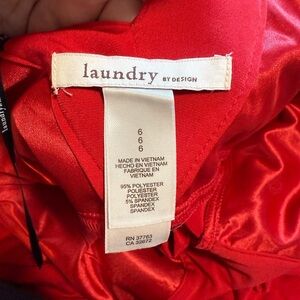 laundry BY DESIGN
6
6
6
MADE IN VIETNAM
HECHO EN VIETNAM
FABRIQUE EN
VIETNAM
95% POLYESTER
POLIESTER
POLYESTER
5% SPANDEX
SPANDEX
SPANDEX
RN 37763
CA 33672